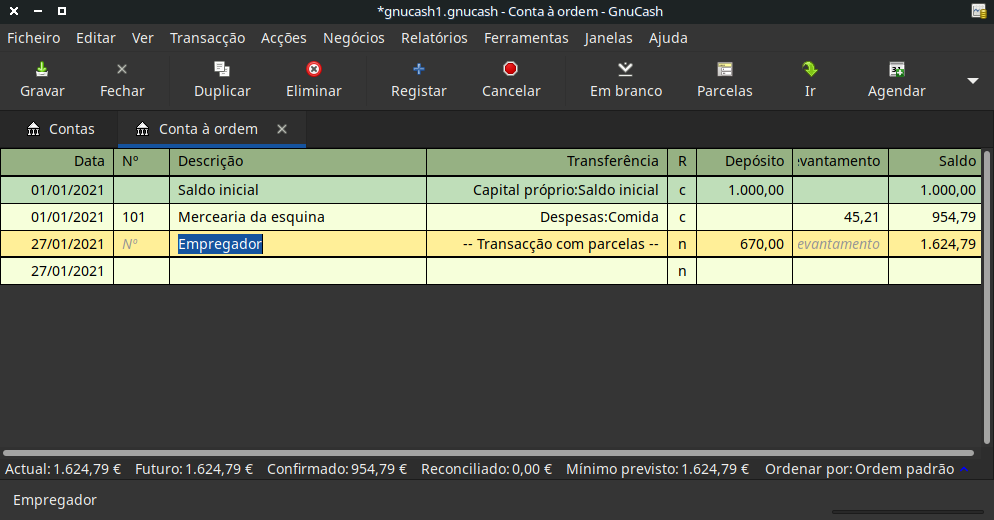 *gnucash1.gnucash - Conta à ordem - GnuCash
Ficheiro Editar Ver Transacção Acções Negócios Relatórios Ferramentas Janelas Ajuda
Gravar Fechar Duplicar Eliminar Registar Cancelar Em branco Parcelas Ir Agendar
Contas Conta à ordem
Data Nº Descrição Transferência R Depósito evantamento Saldo
01/01/2021 Saldo inicial Capital próprio:Saldo inicial c 1.000,00 1.000,00
01/01/2021 101 Mercearia da esquina Despesas:Comida c 45,21 954,79
27/01/2021 Nº Empregador -- Transacção com parcelas -- n 670,00 evantamento 1.624,79
27/01/2021 n
Actual: 1.624,79 € Futuro: 1.624,79 € Confirmado: 954,79 € Reconciliado: 0,00 € Mínimo previsto: 1.624,79 € Ordenar por: Ordem padrão
Empregador